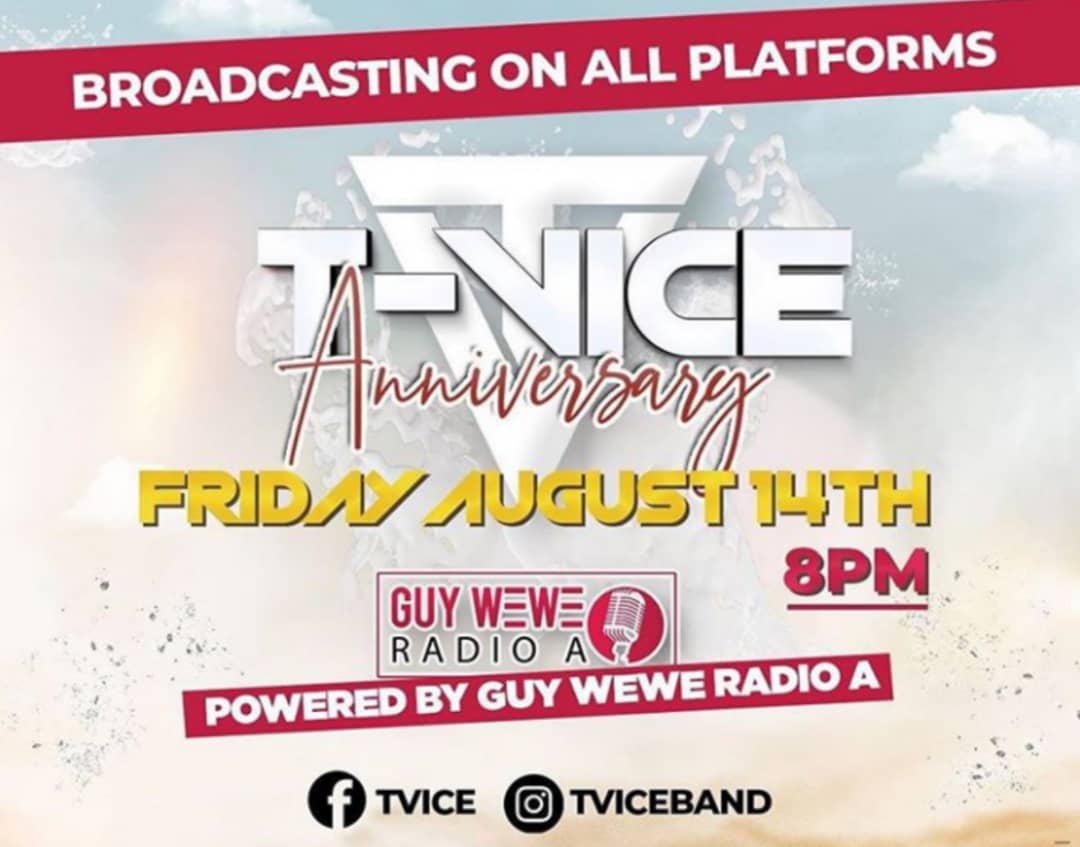 BROADCASTING ON ALL PLATFORMS
T-VICE
Anniversary
FRIDAY AUGUST 14TH
8PM
GUY WEWE
RADIO A
POWERED BY GUY WEWE RADIO A
TVICE TVICEBAND